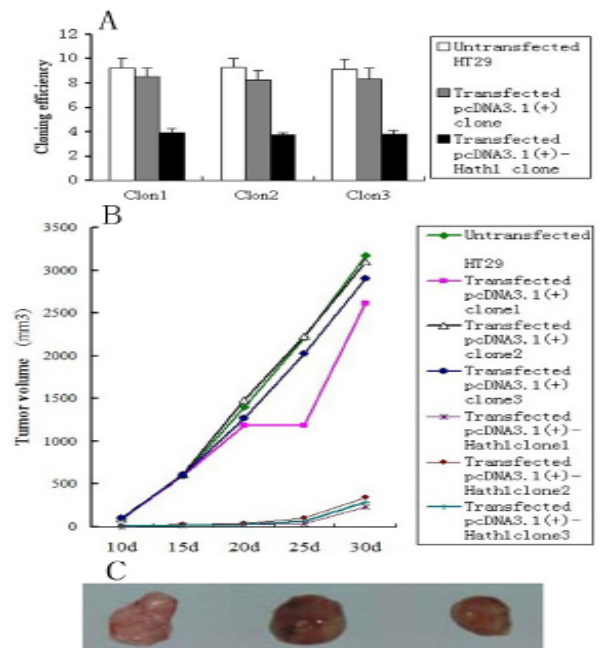 A
12
10
8
6
4
2
0
Cloning efficiency
Clon1
Clon2
Clon3
Untransfected
HT29
Transfected
pcDNA3.1(+)
clone
Transfected
pcDNA3.1(+)-
Hath1 clone
B
3500
3000
2500
2000
1500
1000
500
0
Tumor volume (mm3)
10d
15d
20d
25d
30d
Untransfected
HT29
Transfected
pcDNA3.1(+)
clone1
Transfected
pcDNA3.1(+)
clone2
Transfected
pcDNA3.1(+)
clone3
Transfected
pcDNA3.1(+)-
Hath1clone1
Transfected
pcDNA3.1(+)-
Hath1clone2
Transfected
pcDNA3.1(+)-
Hath1clone3
C